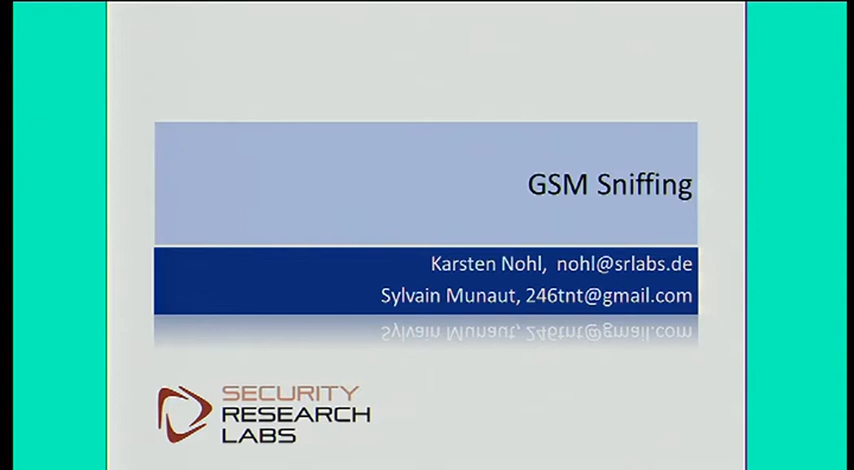 GSM Sniffing
Karsten Nohl, nohl@srlabs.de
Sylvain Munaut, 246tnt@gmail.com
SECURITY
RESEARCH
LABS